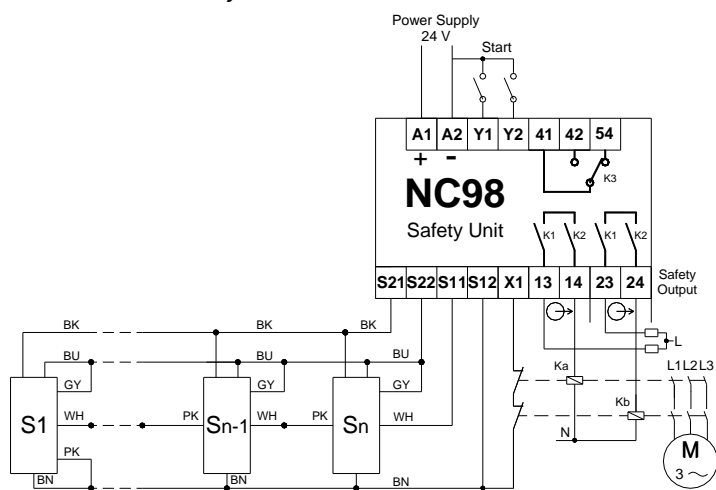 Power Supply
24 V
Start
A1 A2 Y1 Y2 41 42 54
+ -
K3
NC98
Safety Unit
K1 K2 K1 K2
S21 S22 S11 S12 X1 13 14 23 24
Safety
Output
BK BK BK
L
BU BU BU
GY GY GY
Ka
L1 L2 L3
S1 WH PK Sn-1 WH PK Sn WH
Kb
PK
N
BN BN BN
M
3 ~